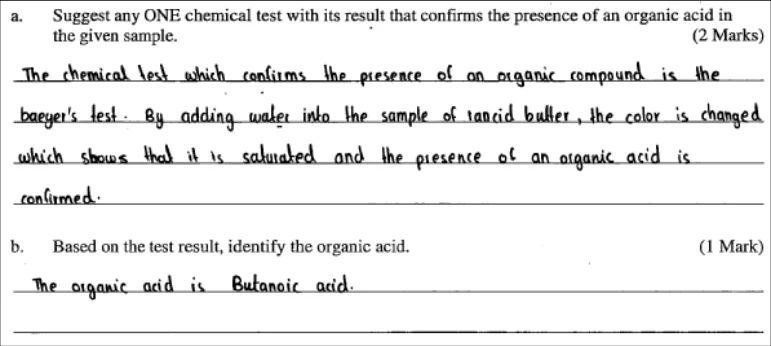 a. Suggest any ONE chemical test with its result that confirms the presence of an organic acid in
the given sample. (2 Marks)
The chemical test which confirms the presence of an organic compound is the
baeyer's test. By adding water into the sample of rancid butter, the color is changed
which shows that it is saturated and the presence of an organic acid is
confirmed.
b. Based on the test result, identify the organic acid. (1 Mark)
The organic acid is Butanoic acid.